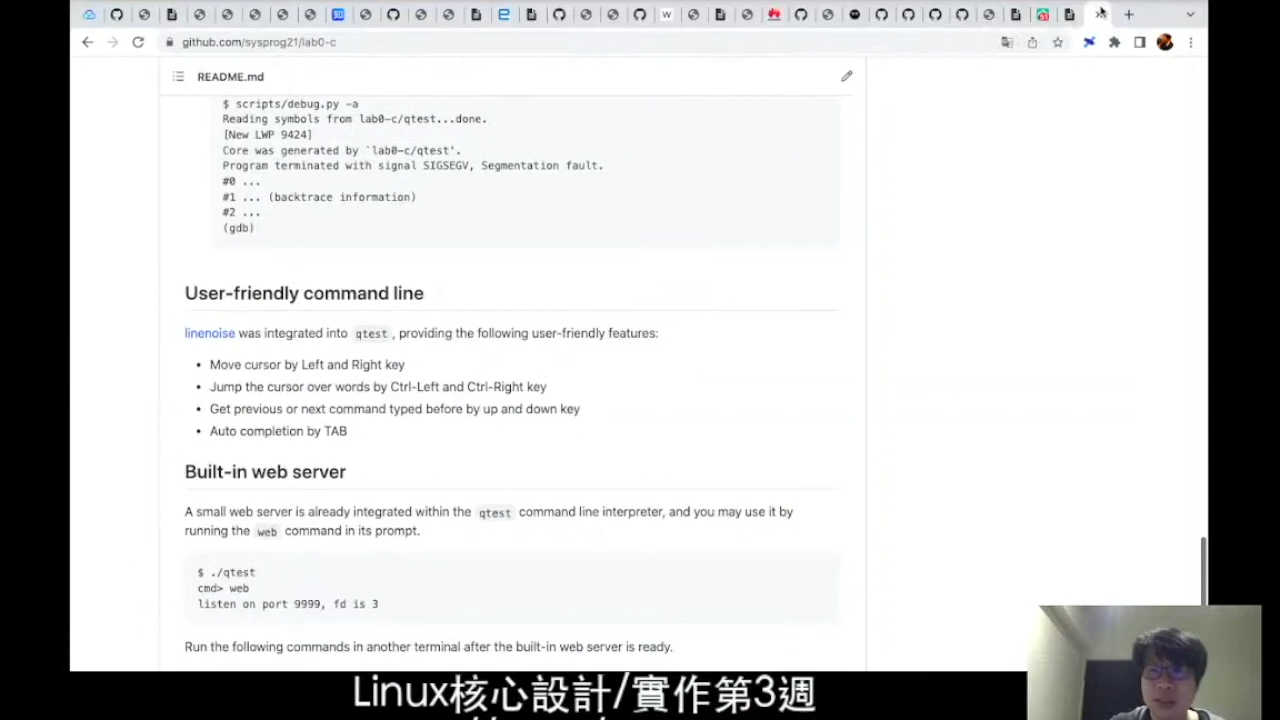 github.com/sysprog21/lab0-c
README.md
$ scripts/debug.py -a
Reading symbols from lab0-c/qtest...done.
[New LWP 9424]
Core was generated by `lab0-c/qtest'.
Program terminated with signal SIGSEGV, Segmentation fault.
#0 ...
#1 ... (backtrace information)
#2 ...
(gdb)
User-friendly command line
linenoise was integrated into qtest, providing the following user-friendly features:
• Move cursor by Left and Right key
• Jump the cursor over words by Ctrl-Left and Ctrl-Right key
• Get previous or next command typed before by up and down key
• Auto completion by TAB
Built-in web server
A small web server is already integrated within the qtest command line interpreter, and you may use it by
running the web command in its prompt.
$ ./qtest
cmd> web
listen on port 9999, fd is 3
Run the following commands in another terminal after the built-in web server is ready.
Linux核心設計/實作第3週